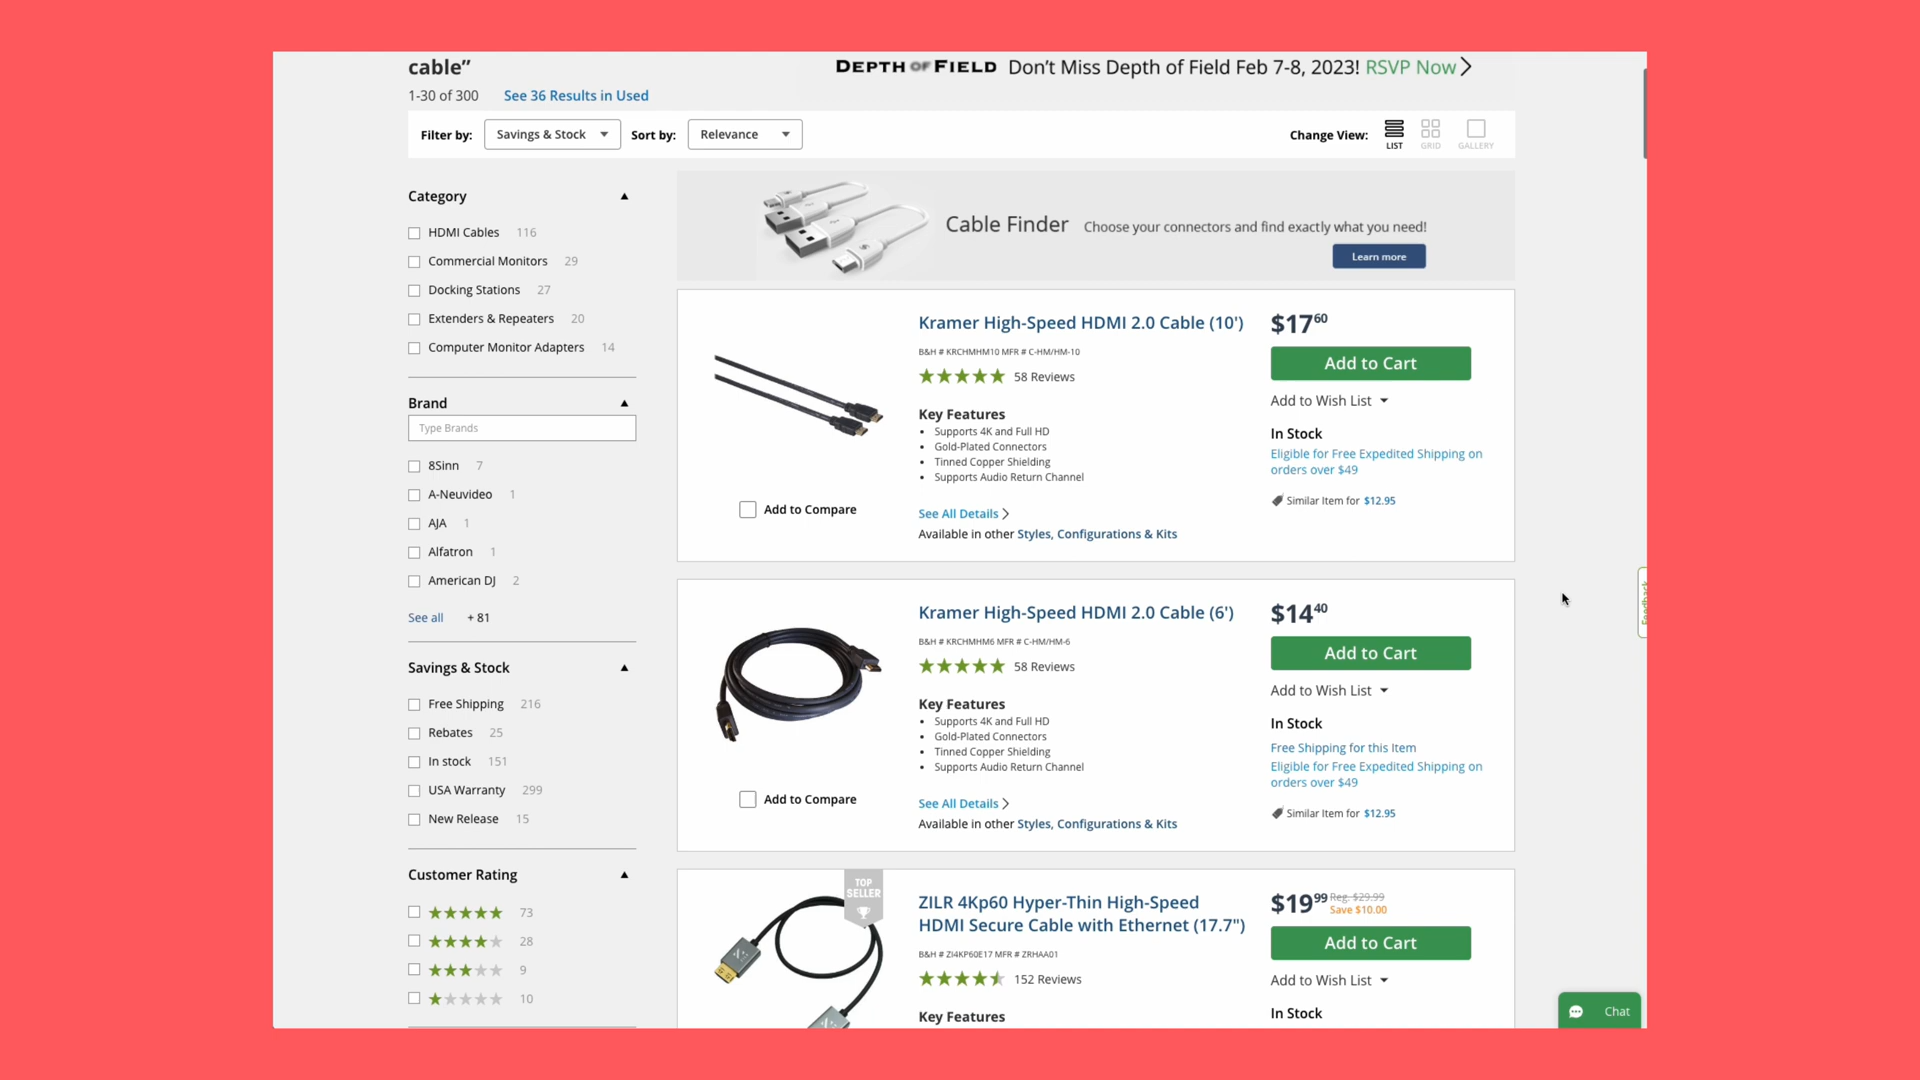 cable”
DEPTH OF FIELD Don’t Miss Depth of Field Feb 7-8, 2023! RSVP Now
1-30 of 300 See 36 Results in Used
Filter by: Savings & Stock Sort by: Relevance Change View: LIST GRID GALLERY
Category
HDMI Cables 116
Commercial Monitors 29
Docking Stations 27
Extenders & Repeaters 20
Computer Monitor Adapters 14
Brand
Type Brands
8Sinn 7
A-Neuvideo 1
AJA 1
Alfatron 1
American DJ 2
See all + 81
Savings & Stock
Free Shipping 216
Rebates 25
In stock 151
USA Warranty 299
New Release 15
Customer Rating
73
28
9
10
Cable Finder Choose your connectors and find exactly what you need!
Learn more
Kramer High-Speed HDMI 2.0 Cable (10')
B&H # KRCHMHM10 MFR # C-HM/HM-10
58 Reviews
Key Features
Supports 4K and Full HD
Gold-Plated Connectors
Tinned Copper Shielding
Supports Audio Return Channel
Add to Compare
See All Details
Available in other Styles, Configurations & Kits
$17 60
Add to Cart
Add to Wish List
In Stock
Eligible for Free Expedited Shipping on
orders over $49
Similar Item for $12.95
Kramer High-Speed HDMI 2.0 Cable (6')
B&H # KRCHMHM6 MFR # C-HM/HM-6
58 Reviews
Key Features
Supports 4K and Full HD
Gold-Plated Connectors
Tinned Copper Shielding
Supports Audio Return Channel
Add to Compare
See All Details
Available in other Styles, Configurations & Kits
$14 40
Add to Cart
Add to Wish List
In Stock
Free Shipping for this Item
Eligible for Free Expedited Shipping on
orders over $49
Similar Item for $12.95
TOP
SELLER
ZILR 4Kp60 Hyper-Thin High-Speed
HDMI Secure Cable with Ethernet (17.7")
B&H # ZI4KP60E17 MFR # ZRHAA01
152 Reviews
Key Features
$19 99 Reg. $29.99
Save $10.00
Add to Cart
Add to Wish List
In Stock
Feedback
Chat